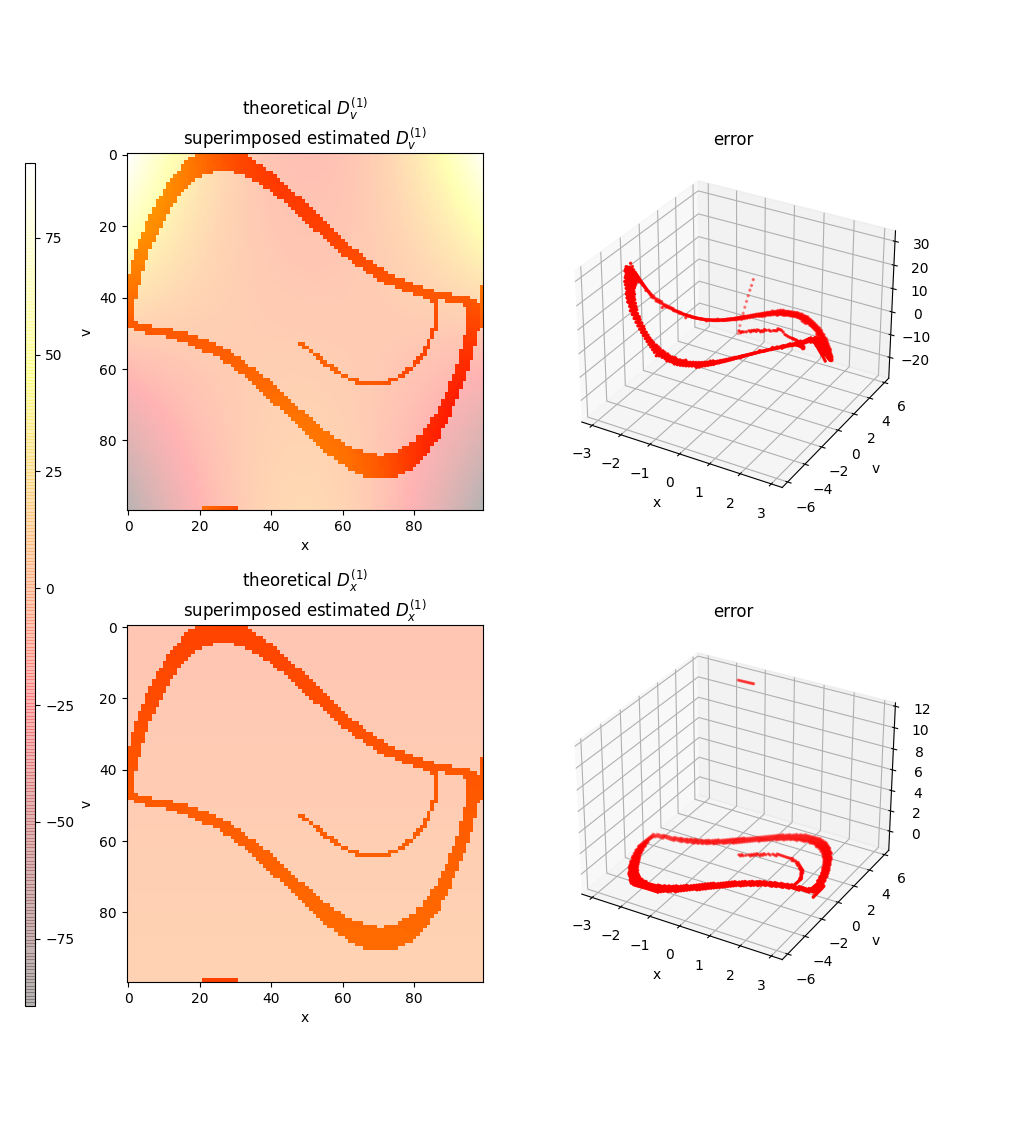 theoretical $D_v^{(1)}$
superimposed estimated $D_v^{(1)}$
error
75
50
25
0
−25
−50
−75
0
20
40
60
80
v
0 20 40 60 80
x
30
20
10
0
−10
−20
−3 −2 −1 0 1 2 3
x
−6 −4 −2 0 2 4 6
v
theoretical $D_x^{(1)}$
superimposed estimated $D_x^{(1)}$
error
0
20
40
60
80
v
0 20 40 60 80
x
12
10
8
6
4
2
0
−3 −2 −1 0 1 2 3
x
−6 −4 −2 0 2 4 6
v